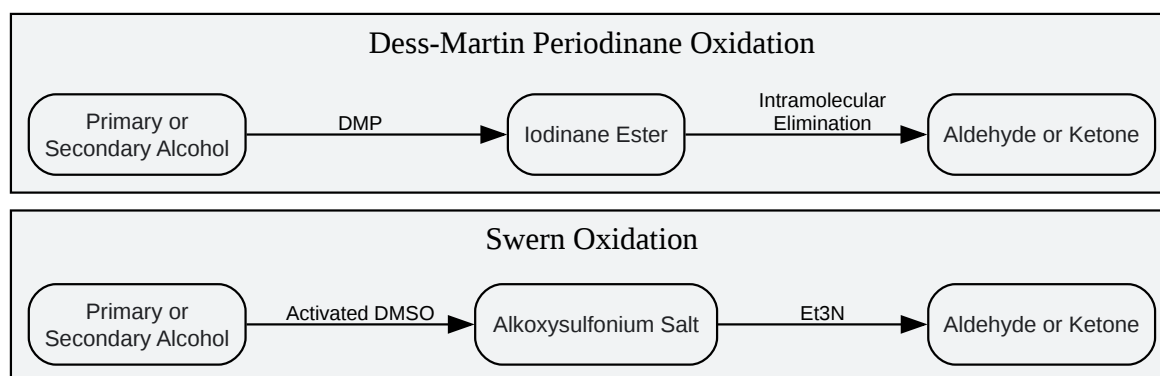 Dess-Martin Periodinane Oxidation
Primary or
Secondary Alcohol
DMP
Iodinane Ester
Intramolecular
Elimination
Aldehyde or Ketone
Swern Oxidation
Primary or
Secondary Alcohol
Activated DMSO
Alkoxysulfonium Salt
Et3N
Aldehyde or Ketone